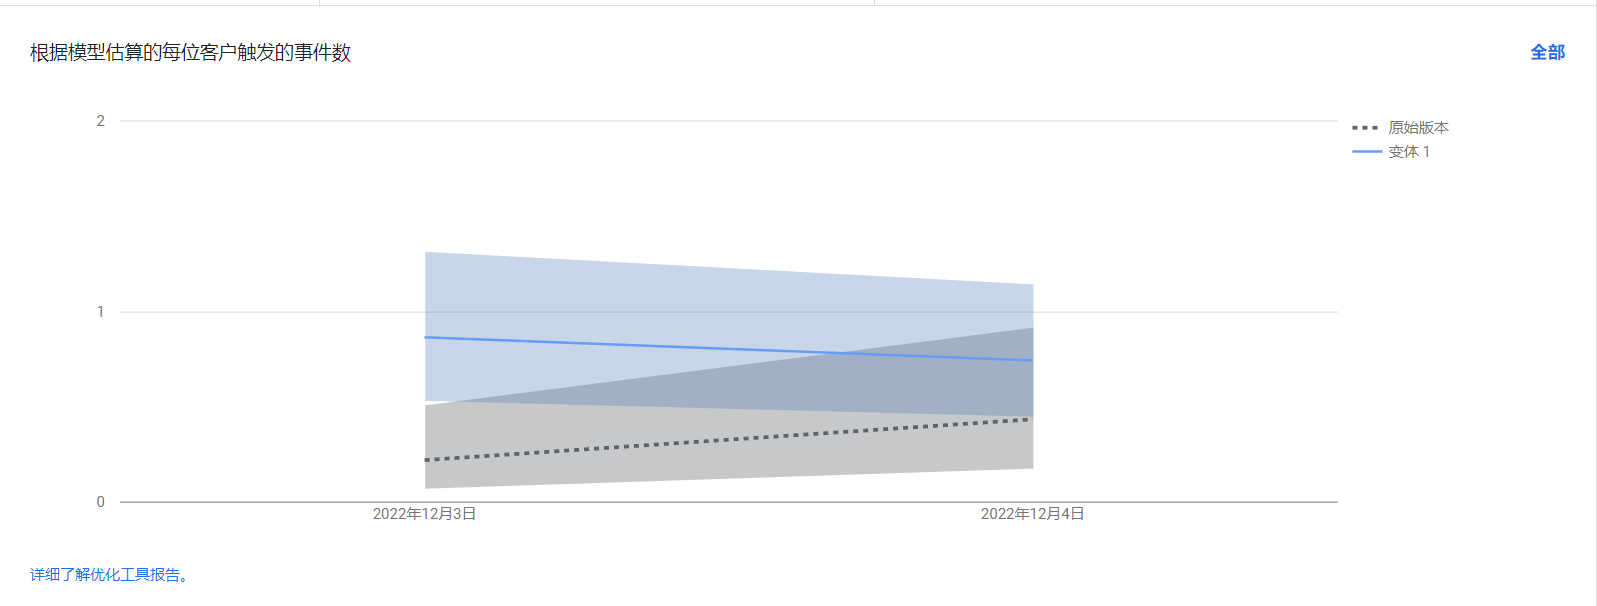 根据模型估算的每位客户触发的事件数
全部
2
原始版本
变体 1
1
0
2022年12月3日
2022年12月4日
详细了解优化工具报告。